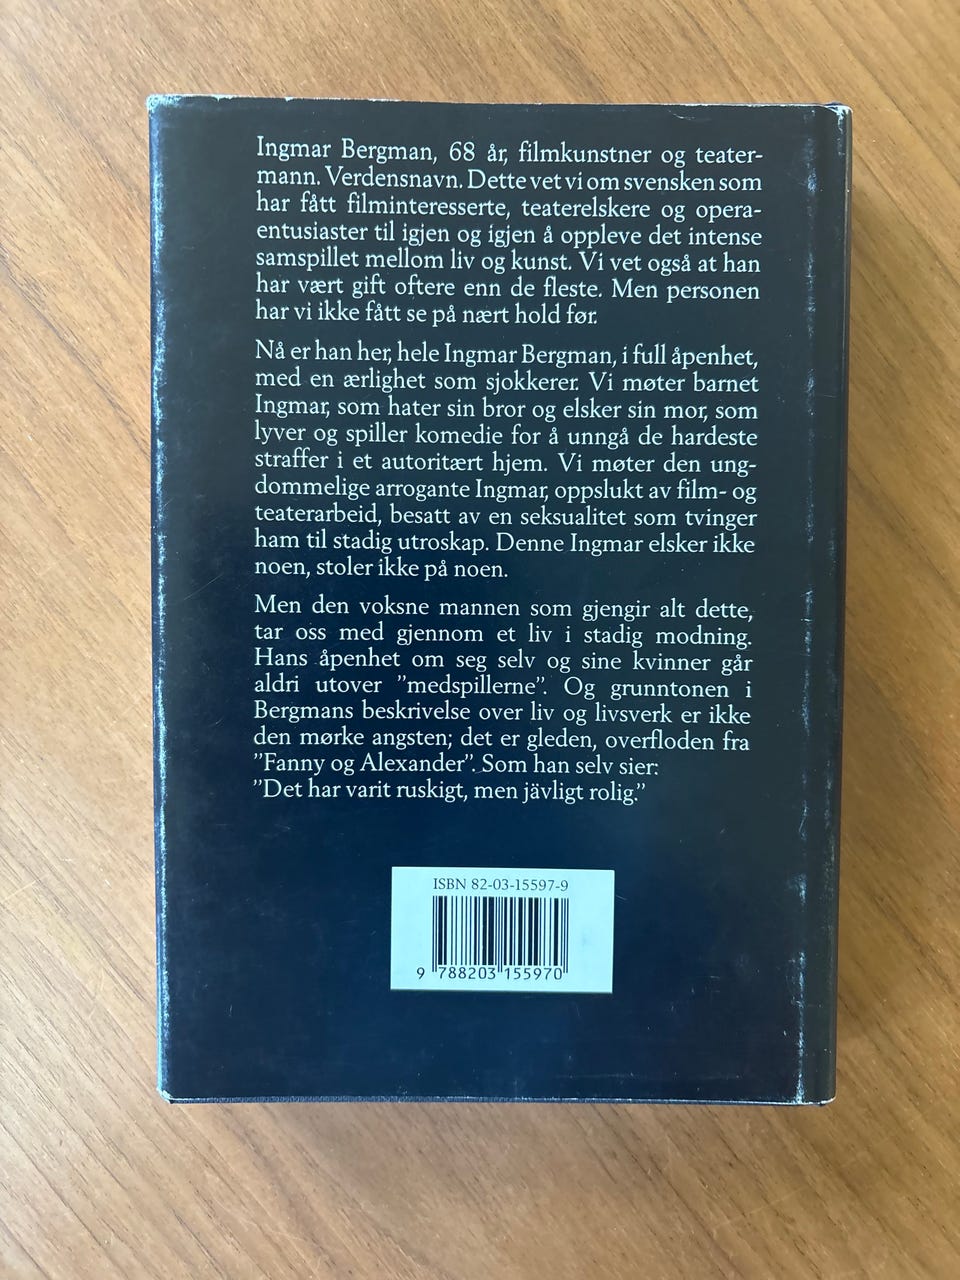 Ingmar Bergman, 68 år, filmkunstner og teater-
mann. Verdensnavn. Dette vet vi om svensken som
har fått filminteresserte, teaterelskere og opera-
entusiaster til igjen og igjen å oppleve det intense
samspillet mellom liv og kunst. Vi vet også at han
har vært gift oftere enn de fleste. Men personen
har vi ikke fått se på nært hold før.
Nå er han her, hele Ingmar Bergman, i full åpenhet,
med en ærlighet som sjokkerer. Vi møter barnet
Ingmar, som hater sin bror og elsker sin mor, som
lyver og spiller komedie for å unngå de hardeste
straffer i et autoritært hjem. Vi møter den ung-
dommelige arrogante Ingmar, oppslukt av film- og
teaterarbeid, besatt av en seksualitet som tvinger
ham til stadig utroskap. Denne Ingmar elsker ikke
noen, stoler ikke på noen.
Men den voksne mannen som gjengir alt dette,
tar oss med gjennom et liv i stadig modning.
Hans åpenhet om seg selv og sine kvinner går
aldri utover ”medspillerne”. Og grunntonen i
Bergmans beskrivelse over liv og livsverk er ikke
den mørke angsten; det er gleden, overfloden fra
”Fanny og Alexander”. Som han selv sier:
”Det har varit ruskigt, men jävligt rolig.”
ISBN 82-03-15597-9
9 788203 155970